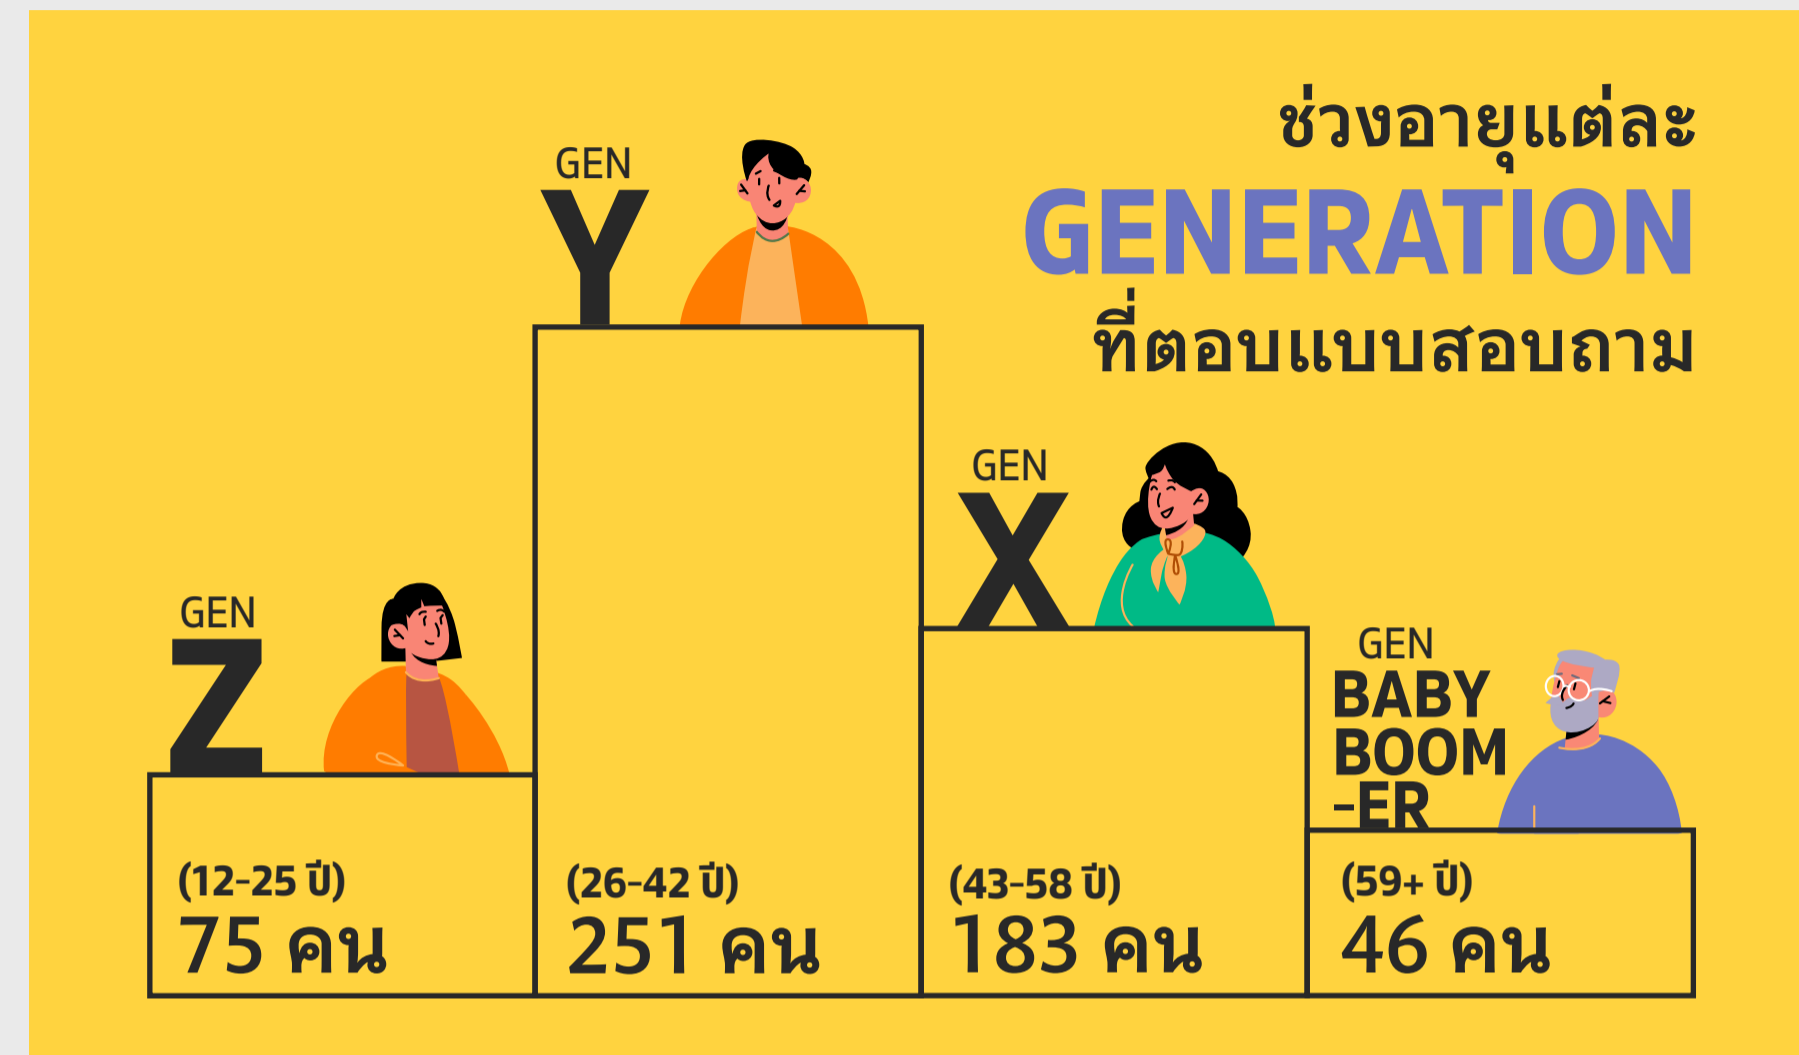 ช่วงอายุแต่ละ
GENERATION
ที่ตอบแบบสอบถาม
GEN
Z
(12-25 ปี)
75 คน
GEN
Y
(26-42 ปี)
251 คน
GEN
X
(43-58 ปี)
183 คน
GEN
BABY
BOOM
-ER
(59+ ปี)
46 คน